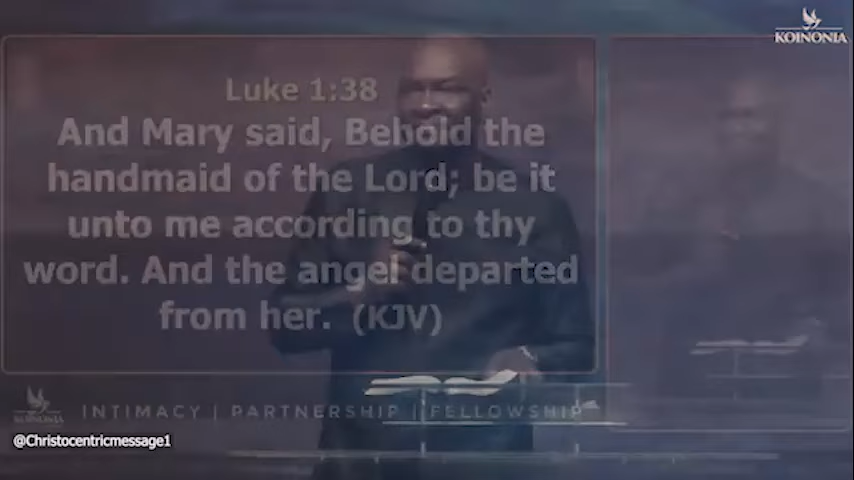 KOINONIA
Luke 1:38
And Mary said, Behold the
handmaid of the Lord; be it
unto me according to thy
word. And the angel departed
from her. (KJV)
KOINONIA
INTIMACY | PARTNERSHIP | FELLOWSHIP
@Christocentricmessage1